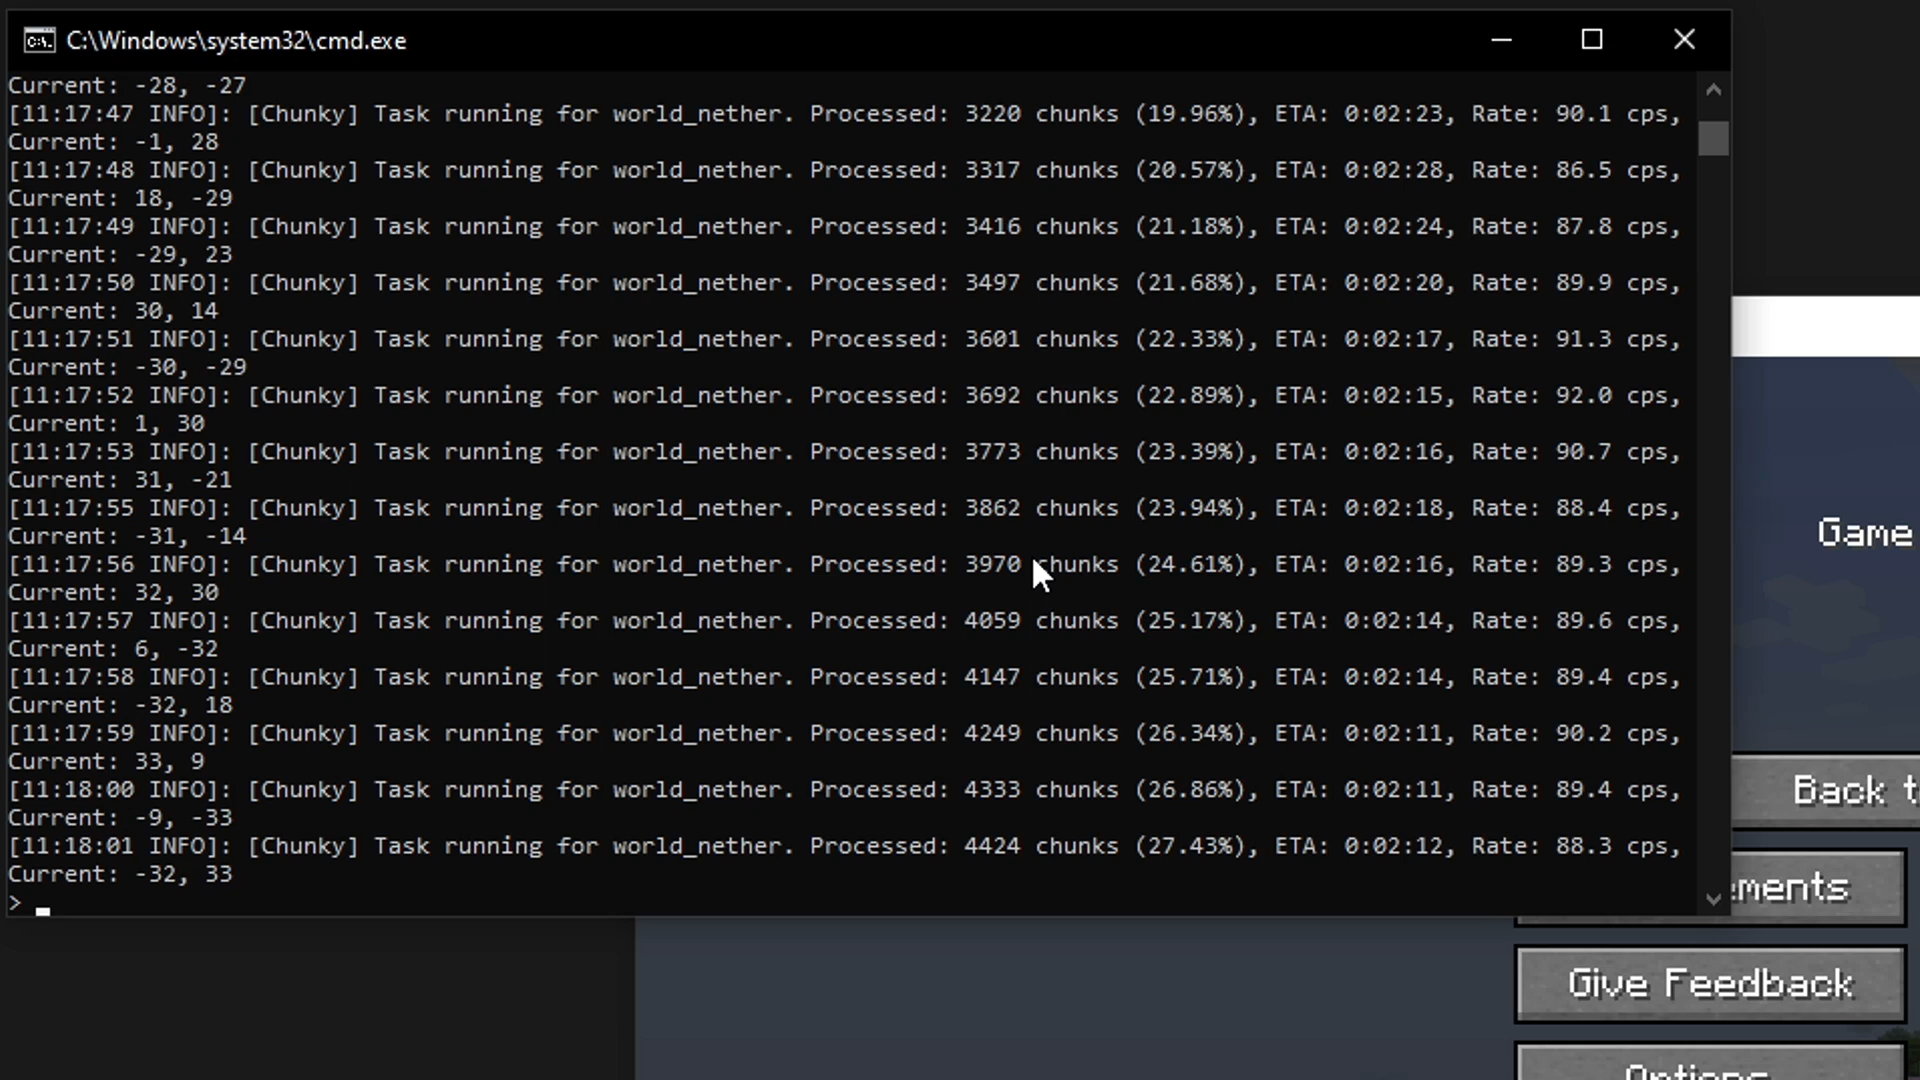 C:\Windows\system32\cmd.exe
Current: -28, -27
[11:17:47 INFO]: [Chunky] Task running for world_nether. Processed: 3220 chunks (19.96%), ETA: 0:02:23, Rate: 90.1 cps,
Current: -1, 28
[11:17:48 INFO]: [Chunky] Task running for world_nether. Processed: 3317 chunks (20.57%), ETA: 0:02:28, Rate: 86.5 cps,
Current: 18, -29
[11:17:49 INFO]: [Chunky] Task running for world_nether. Processed: 3416 chunks (21.18%), ETA: 0:02:24, Rate: 87.8 cps,
Current: -29, 23
[11:17:50 INFO]: [Chunky] Task running for world_nether. Processed: 3497 chunks (21.68%), ETA: 0:02:20, Rate: 89.9 cps,
Current: 30, 14
[11:17:51 INFO]: [Chunky] Task running for world_nether. Processed: 3601 chunks (22.33%), ETA: 0:02:17, Rate: 91.3 cps,
Current: -30, -29
[11:17:52 INFO]: [Chunky] Task running for world_nether. Processed: 3692 chunks (22.89%), ETA: 0:02:15, Rate: 92.0 cps,
Current: 1, 30
[11:17:53 INFO]: [Chunky] Task running for world_nether. Processed: 3773 chunks (23.39%), ETA: 0:02:16, Rate: 90.7 cps,
Current: 31, -21
[11:17:55 INFO]: [Chunky] Task running for world_nether. Processed: 3862 chunks (23.94%), ETA: 0:02:18, Rate: 88.4 cps,
Current: -31, -14
[11:17:56 INFO]: [Chunky] Task running for world_nether. Processed: 3970 chunks (24.61%), ETA: 0:02:16, Rate: 89.3 cps,
Current: 32, 30
[11:17:57 INFO]: [Chunky] Task running for world_nether. Processed: 4059 chunks (25.17%), ETA: 0:02:14, Rate: 89.6 cps,
Current: 6, -32
[11:17:58 INFO]: [Chunky] Task running for world_nether. Processed: 4147 chunks (25.71%), ETA: 0:02:14, Rate: 89.4 cps,
Current: -32, 18
[11:17:59 INFO]: [Chunky] Task running for world_nether. Processed: 4249 chunks (26.34%), ETA: 0:02:11, Rate: 90.2 cps,
Current: 33, 9
[11:18:00 INFO]: [Chunky] Task running for world_nether. Processed: 4333 chunks (26.86%), ETA: 0:02:11, Rate: 89.4 cps,
Current: -9, -33
[11:18:01 INFO]: [Chunky] Task running for world_nether. Processed: 4424 chunks (27.43%), ETA: 0:02:12, Rate: 88.3 cps,
Current: -32, 33
>
Game
Back t
ments
Give Feedback
Options